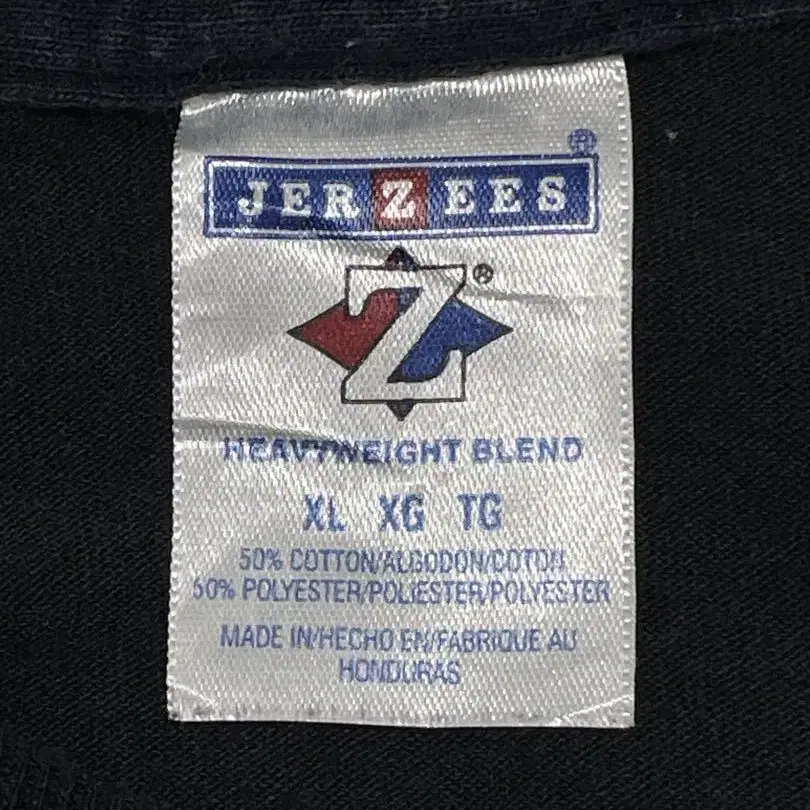 JERZEES®
Z®
HEAVYWEIGHT BLEND
XL XG TG
50% COTTON/ALGODON/COTON
50% POLYESTER/POLIESTER/POLYESTER
MADE IN/HECHO EN/FABRIQUE AU
HONDURAS